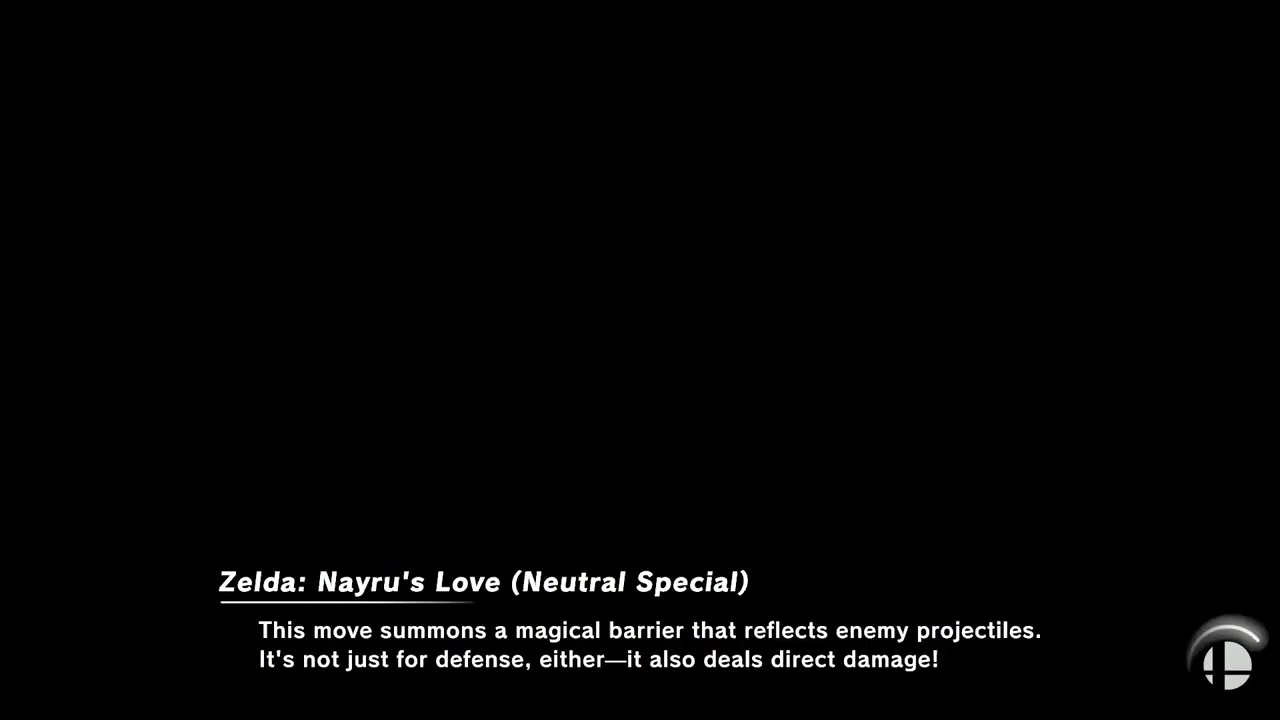 Zelda: Nayru's Love (Neutral Special)
This move summons a magical barrier that reflects enemy projectiles.
It's not just for defense, either—it also deals direct damage!